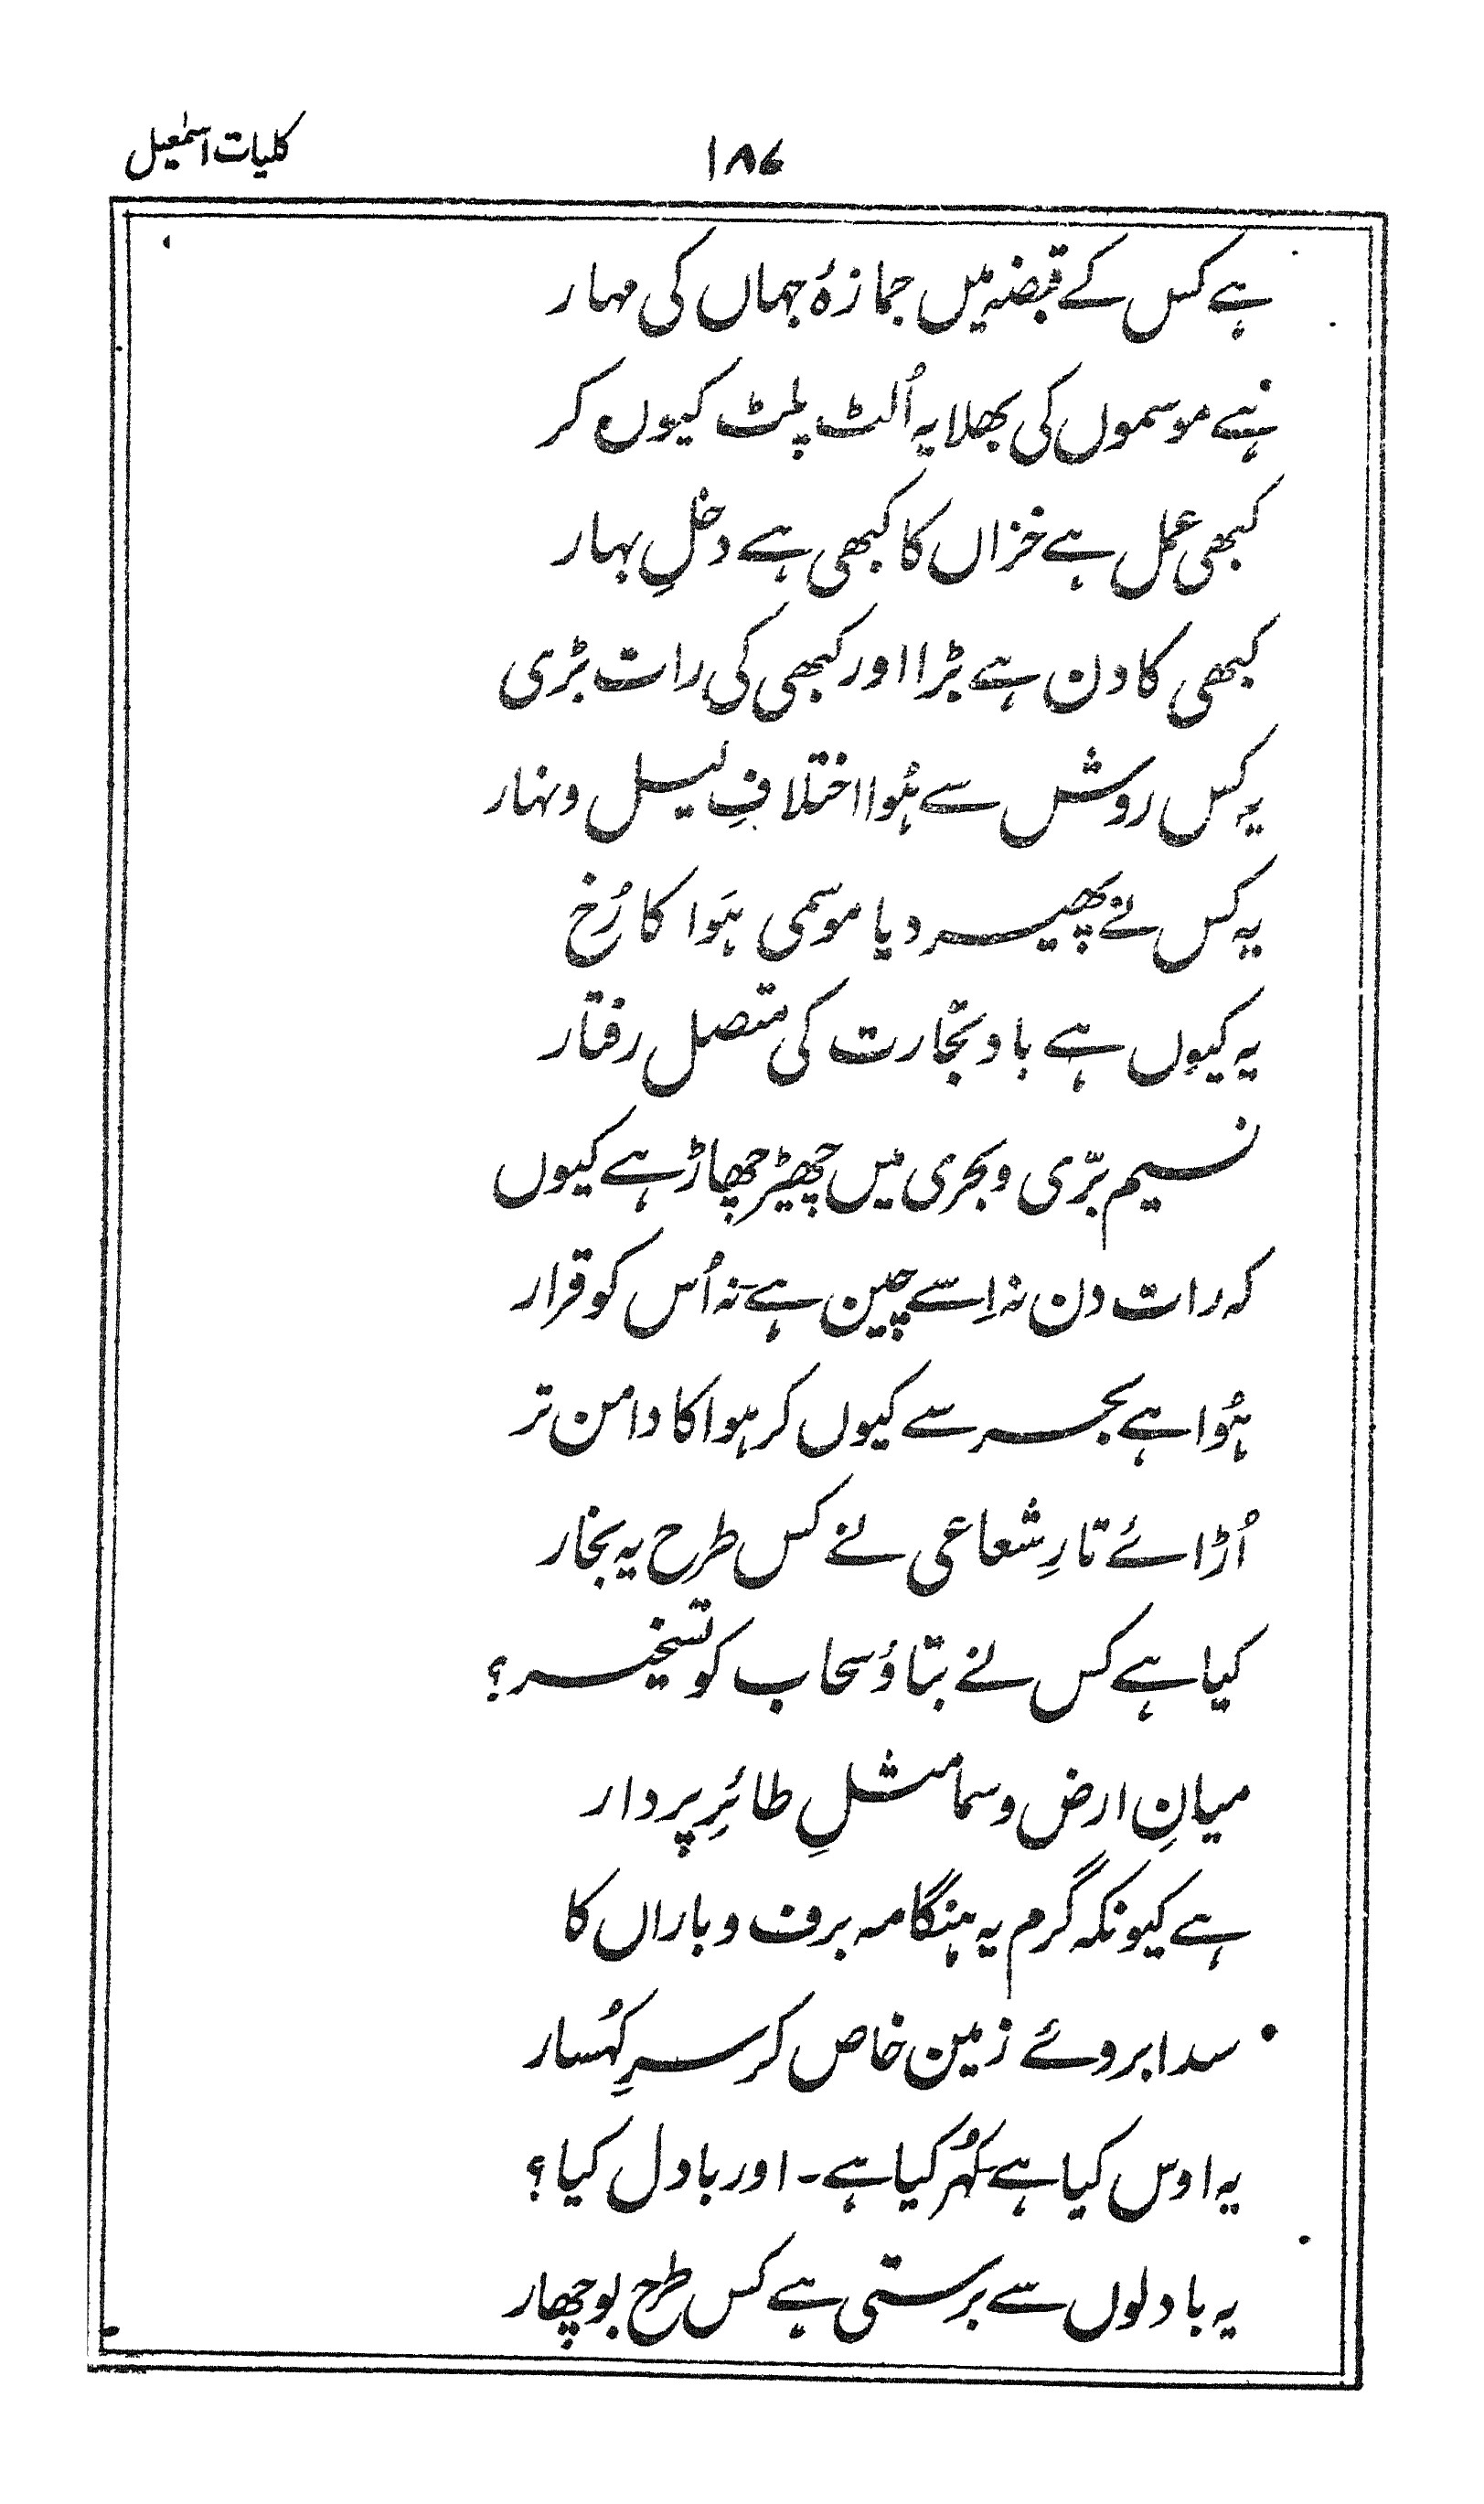 کلیات اسمٰعیل
۱۸۷
ہے کس کے قبضہ میں جمازۂ جہاں کی مہار
ہے موسموں کی بھلا یہ اُلٹ پلٹ کیوں کر
کبھی عمل ہے خزاں کا کبھی ہے دخلِ بہار
کبھی کا دن ہے بڑا اور کبھی کی رات بڑی
یہ کس روش سے ہُوا اختلافِ لیل و نہار
یہ کس نے پھیر دیا موسمی ہَوا کا رُخ
یہ کیوں ہے باد تجارت کی متصل رفتار
نسیم برّی و بحری میں چھیڑ چھاڑ ہے کیوں
کہ رات دن نہ اِسے چین ہے نہ اُس کو قرار
ہُوا ہے بحر سے کیوں کر ہوا کا دامن تر
اُڑائے تارِ شعاعی نے کس طرح یہ بخار
کیا ہے کس نے بتاؤ سحاب کو تسخیر؟
میانِ ارض و سما مثلِ طائرِ پردار
ہے کیونکہ گرم یہ ہنگامہ برف و باراں کا
سدا بروئے زمین خاص کر سرِ کُہسار
یہ اوس کیا ہے کُہر کیا ہے۔ اور بادل کیا؟
یہ بادلوں سے برستی ہے کس طرح بوچھار